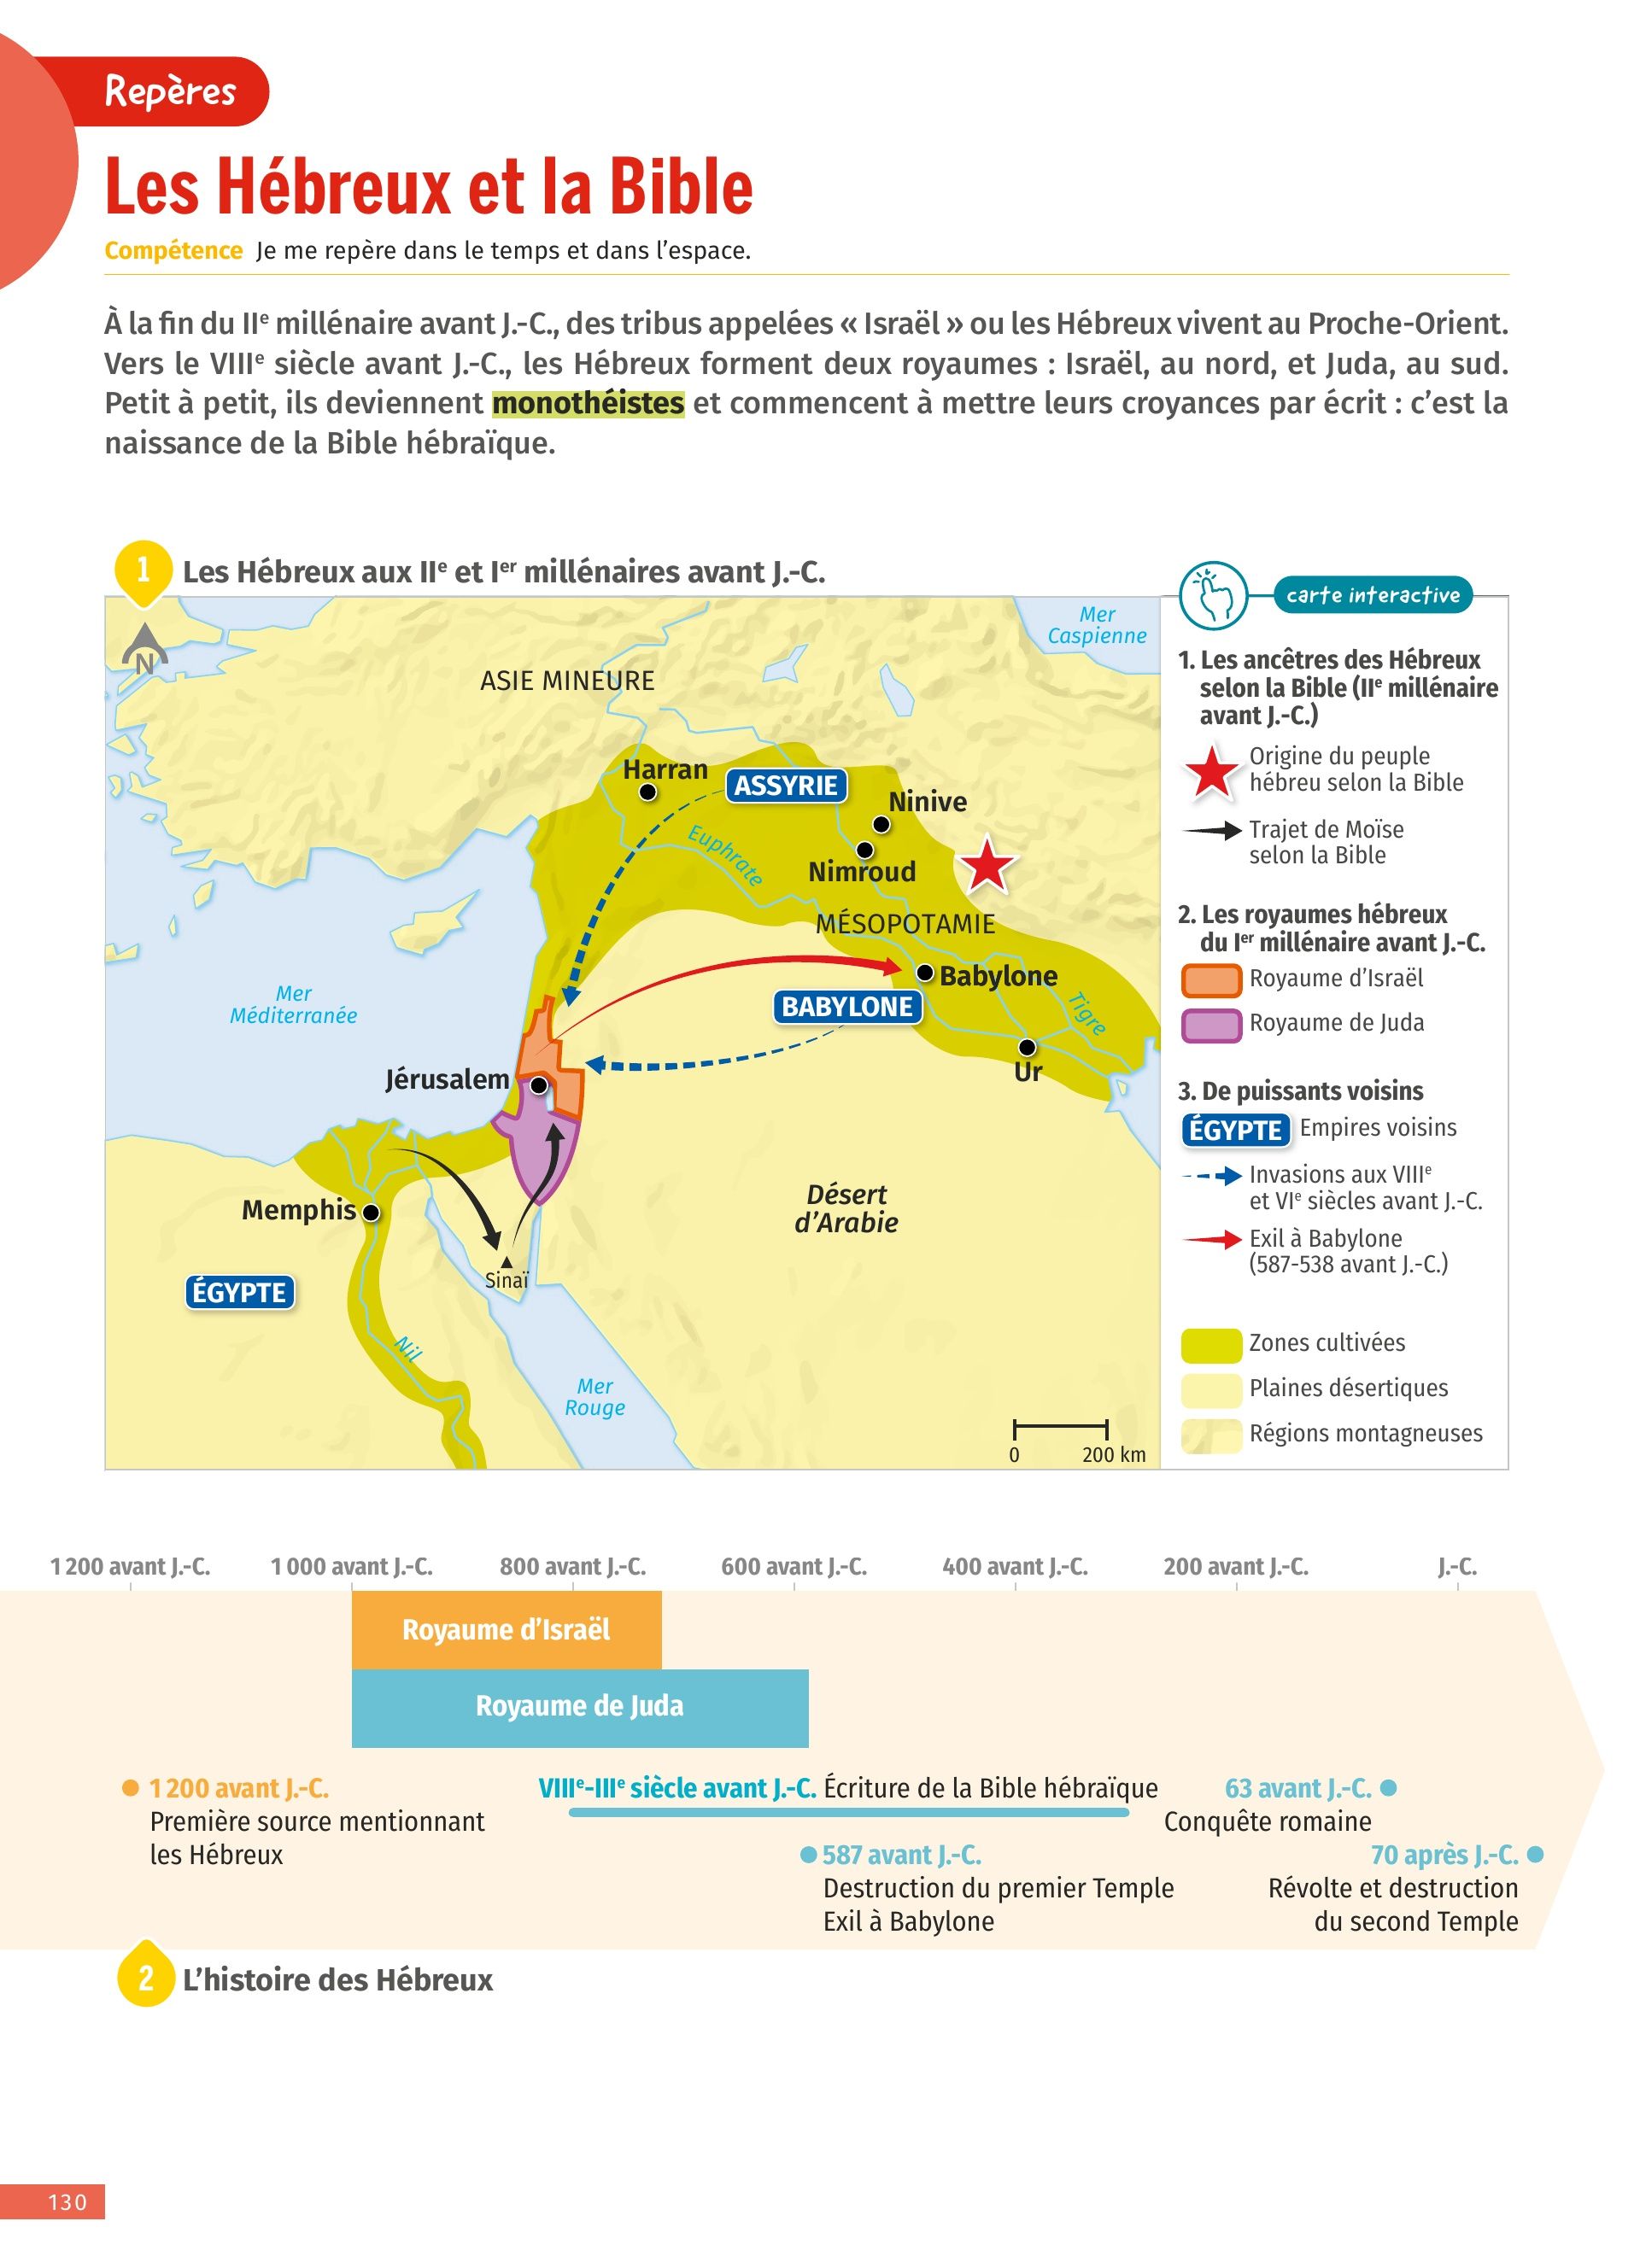 Repères
Les Hébreux et la Bible
Compétence Je me repère dans le temps et dans l'espace.
À la fin du IIe millénaire avant J.-C., des tribus appelées « Israël » ou les Hébreux vivent au Proche-Orient.
Vers le VIIIe siècle avant J.-C., les Hébreux forment deux royaumes : Israël, au nord, et Juda, au sud.
Petit à petit, ils deviennent monothéistes et commencent à mettre leurs croyances par écrit : c'est la
naissance de la Bible hébraïque.
1 Les Hébreux aux IIe et Ier millénaires avant J.-C.
N
ASIE MINEURE
Mer
Caspienne
Harran
ASSYRIE
Ninive
Euphrate
Nimroud
MÉSOPOTAMIE
Babylone
Mer
Méditerranée
BABYLONE
Tigre
Ur
Jérusalem
Memphis
Désert
d'Arabie
Sinaï
ÉGYPTE
Nil
Mer
Rouge
0 200 km
carte interactive
1. Les ancêtres des Hébreux
selon la Bible (IIe millénaire
avant J.-C.)
Origine du peuple
hébreu selon la Bible
Trajet de Moïse
selon la Bible
2. Les royaumes hébreux
du Ier millénaire avant J.-C.
Royaume d'Israël
Royaume de Juda
3. De puissants voisins
ÉGYPTE Empires voisins
Invasions aux VIIIe
et VIe siècles avant J.-C.
Exil à Babylone
(587-538 avant J.-C.)
Zones cultivées
Plaines désertiques
Régions montagneuses
1 200 avant J.-C. 1 000 avant J.-C. 800 avant J.-C. 600 avant J.-C. 400 avant J.-C. 200 avant J.-C. J.-C.
Royaume d'Israël
Royaume de Juda
1 200 avant J.-C.
Première source mentionnant
les Hébreux
VIIIe-IIIe siècle avant J.-C. Écriture de la Bible hébraïque
587 avant J.-C.
Destruction du premier Temple
Exil à Babylone
63 avant J.-C.
Conquête romaine
70 après J.-C.
Révolte et destruction
du second Temple
2 L'histoire des Hébreux
130